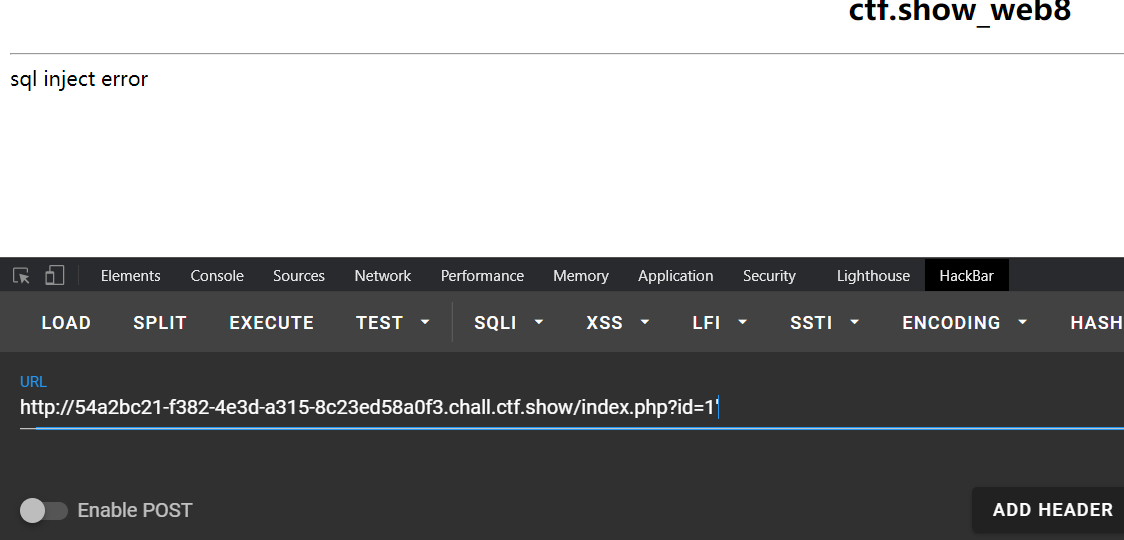 ctf.show_web8
sql inject error
Elements Console Sources Network Performance Memory Application Security Lighthouse HackBar
LOAD SPLIT EXECUTE TEST SQLI XSS LFI SSTI ENCODING HASH
URL
http://54a2bc21-f382-4e3d-a315-8c23ed58a0f3.chall.ctf.show/index.php?id=1'
Enable POST ADD HEADER